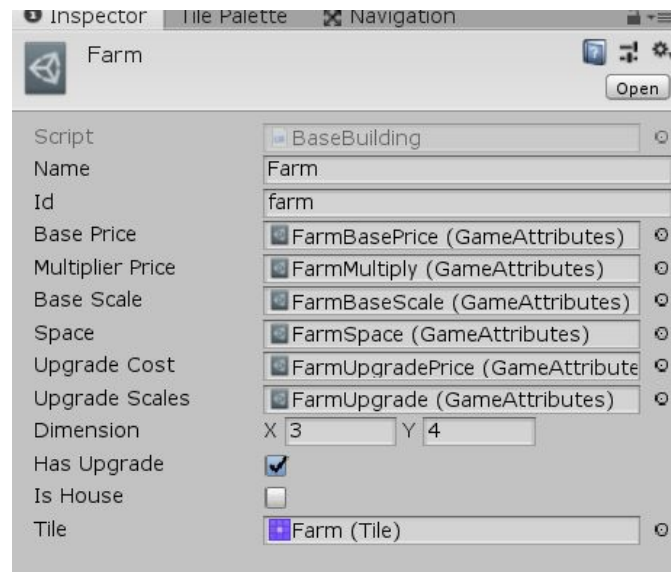 Inspector Tile Palette Navigation
Farm
Open
Script BaseBuilding
Name Farm
Id farm
Base Price FarmBasePrice (GameAttributes)
Multiplier Price FarmMultiply (GameAttributes)
Base Scale FarmBaseScale (GameAttributes)
Space FarmSpace (GameAttributes)
Upgrade Cost FarmUpgradePrice (GameAttribute
Upgrade Scales FarmUpgrade (GameAttributes)
Dimension X 3 Y 4
Has Upgrade
Is House
Tile Farm (Tile)